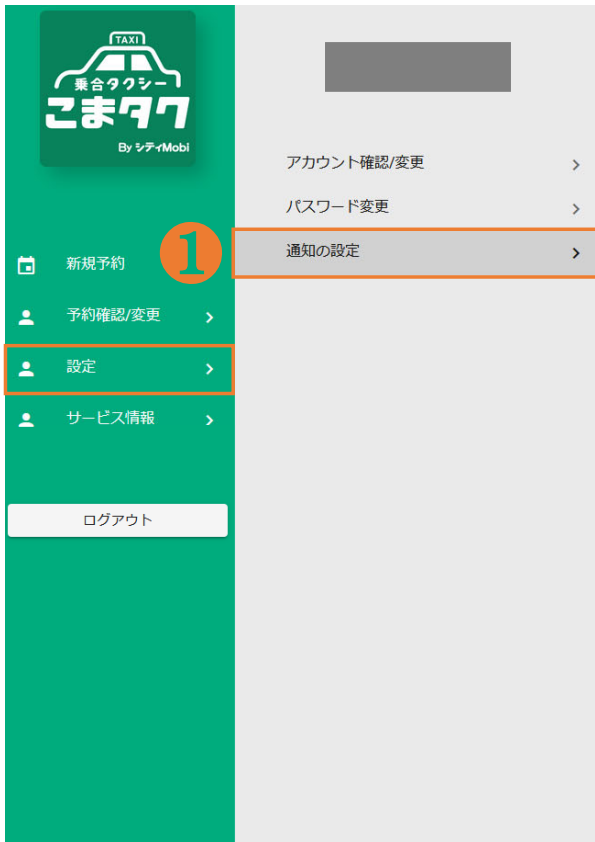 TAXI
乗合タクシー
こまタク
By シティMobi
新規予約
予約確認/変更
設定
サービス情報
ログアウト
アカウント確認/変更
パスワード変更
1
通知の設定